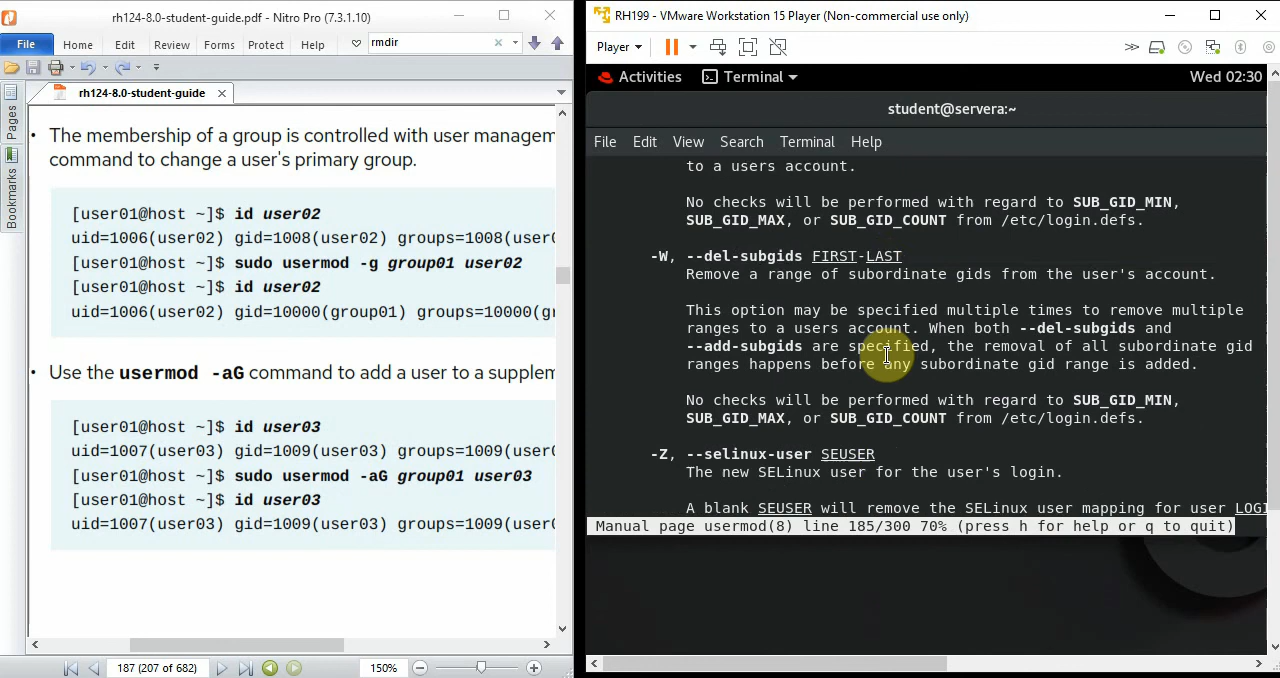 rh124-8.0-student-guide.pdf - Nitro Pro (7.3.1.10)
File Home Edit Review Forms Protect Help rmdir
rh124-8.0-student-guide
Pages
Bookmarks
• The membership of a group is controlled with user managem
command to change a user's primary group.
[user01@host ~]$ id user02
uid=1006(user02) gid=1008(user02) groups=1008(user0
[user01@host ~]$ sudo usermod -g group01 user02
[user01@host ~]$ id user02
uid=1006(user02) gid=10000(group01) groups=10000(gr
• Use the usermod -aG command to add a user to a supplem
[user01@host ~]$ id user03
uid=1007(user03) gid=1009(user03) groups=1009(user0
[user01@host ~]$ sudo usermod -aG group01 user03
[user01@host ~]$ id user03
uid=1007(user03) gid=1009(user03) groups=1009(user0
187 (207 of 682)
150%
RH199 - VMware Workstation 15 Player (Non-commercial use only)
Player
Activities Terminal Wed 02:30
student@servera:~
File Edit View Search Terminal Help
to a users account.
No checks will be performed with regard to SUB_GID_MIN,
SUB_GID_MAX, or SUB_GID_COUNT from /etc/login.defs.
-W, --del-subgids FIRST-LAST
Remove a range of subordinate gids from the user's account.
This option may be specified multiple times to remove multiple
ranges to a users account. When both --del-subgids and
--add-subgids are specified, the removal of all subordinate gid
ranges happens before any subordinate gid range is added.
No checks will be performed with regard to SUB_GID_MIN,
SUB_GID_MAX, or SUB_GID_COUNT from /etc/login.defs.
-Z, --selinux-user SEUSER
The new SELinux user for the user's login.
A blank SEUSER will remove the SELinux user mapping for user LOGI
Manual page usermod(8) line 185/300 70% (press h for help or q to quit)